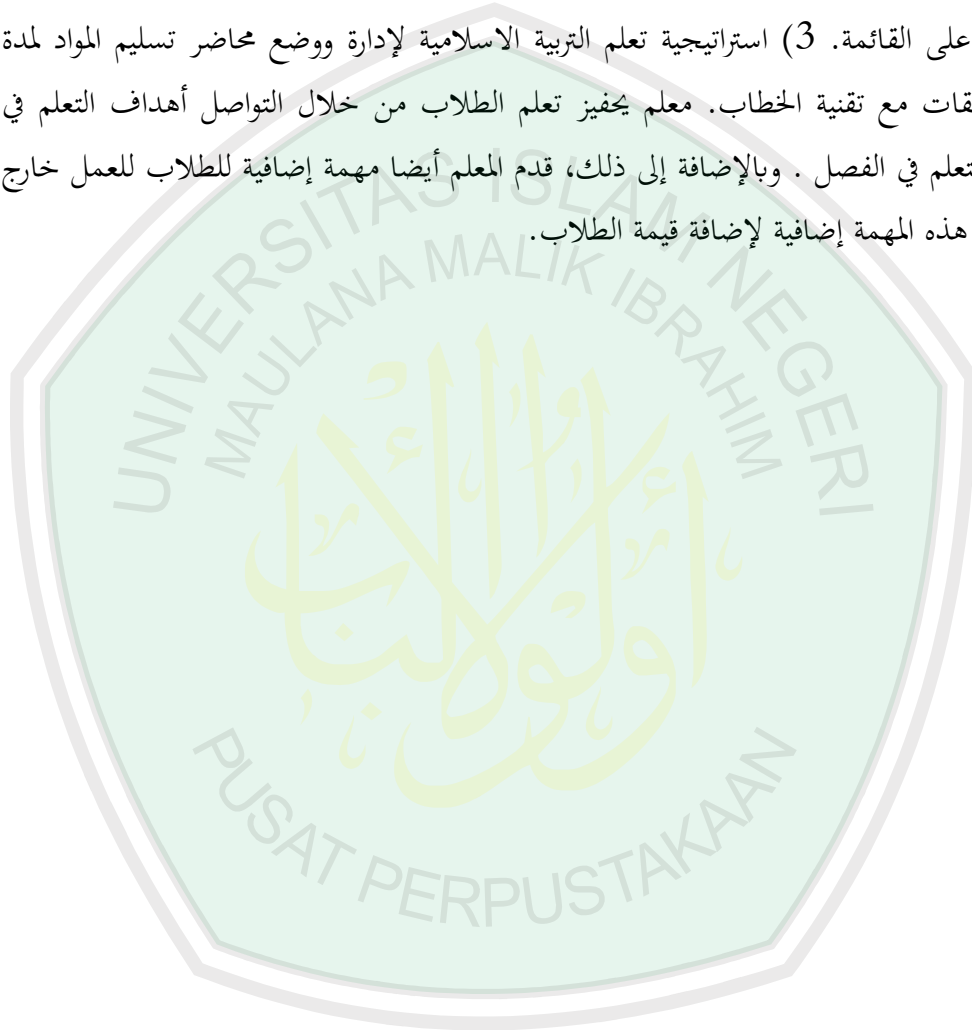 على القائمة. 3) استراتيجية تعلم التربية الاسلامية لإدارة ووضع محاضر تسليم المواد لمدة
قات مع تقنية الخطاب. معلم يحفيز تعلم الطلاب من خلال التواصل أهداف التعلم في
تعلم في الفصل . وبالإضافة إلى ذلك، قدم المعلم أيضا مهمة إضافية للطلاب للعمل خارج
هذه المهمة إضافية لإضافة قيمة الطلاب.
UNIVERSITAS ISLAM NEGERI
MAULANA MALIK IBRAHIM
PUSAT PERPUSTAKAAN